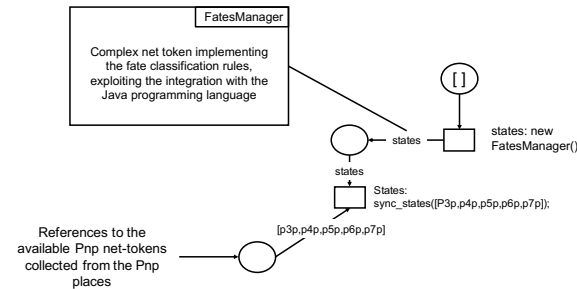 FatesManager
Complex net token implementing
the fate classification rules,
exploiting the integration with the
Java programming language
[ ]
states
states: new
FatesManager()
states
States:
sync_states([P3p,p4p,p5p,p6p,p7p]);
[p3p,p4p,p5p,p6p,p7p]
References to the
available Pnp net-tokens
collected from the Pnp
places